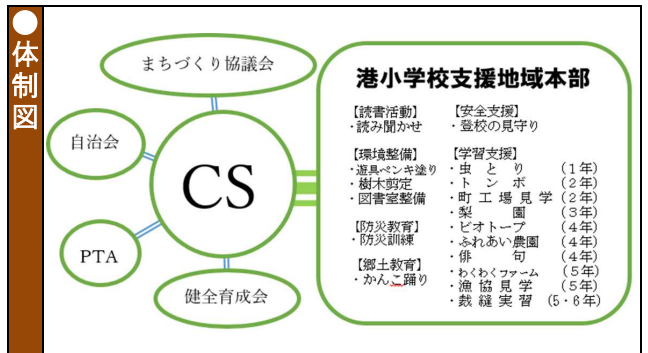 ●体制図
まちづくり協議会
自治会
CS
PTA
健全育成会
港小学校支援地域本部
【読書活動】
・読み聞かせ
【環境整備】
・遊具ペンキ塗り
・樹木剪定
・図書室整備
【防災教育】
・防災訓練
【郷土教育】
・かんこ踊り
【安全支援】
・登校の見守り
【学習支援】
・虫とり（1年）
・トンボ（2年）
・町工場見学（2年）
・梨園（3年）
・ビオトープ（4年）
・ふれあい農園（4年）
・俳句（4年）
・わくわくファーム（5年）
・漁協見学（5年）
・裁縫実習（5・6年）